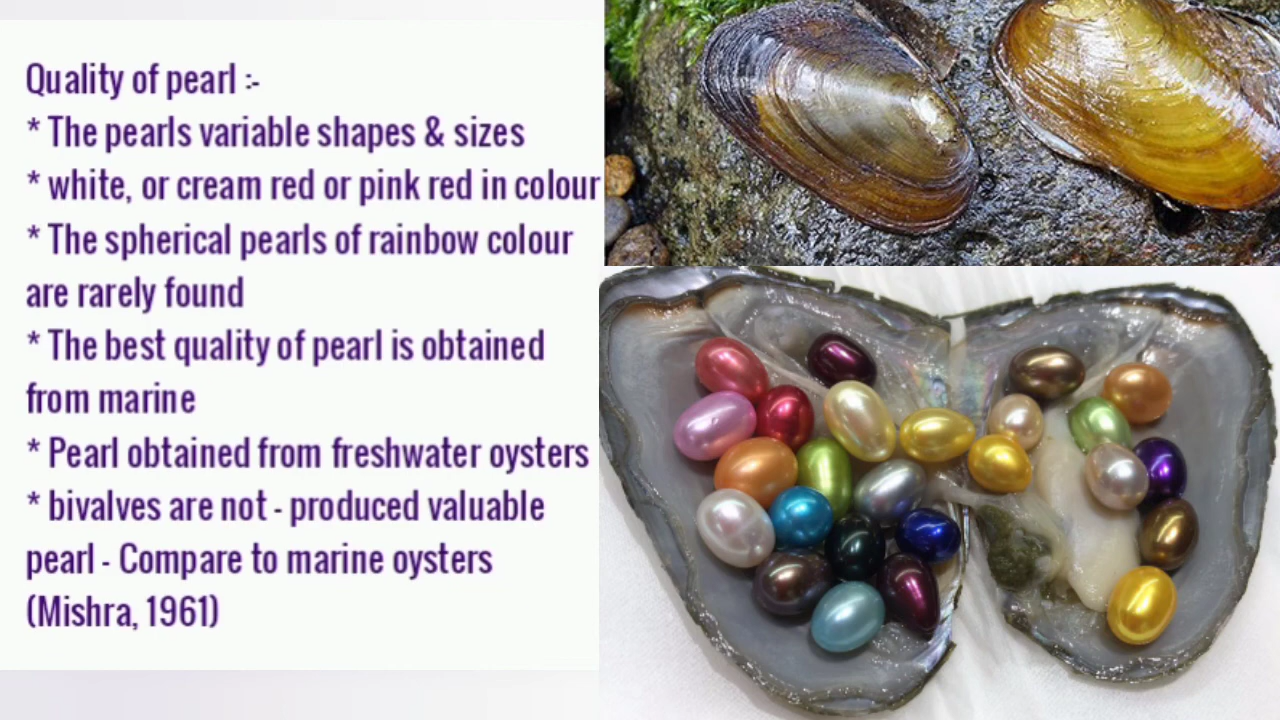 Quality of pearl :-
* The pearls variable shapes & sizes
* white, or cream red or pink red in colour
* The spherical pearls of rainbow colour
are rarely found
* The best quality of pearl is obtained
from marine
* Pearl obtained from freshwater oysters
* bivalves are not - produced valuable
pearl - Compare to marine oysters
(Mishra, 1961)